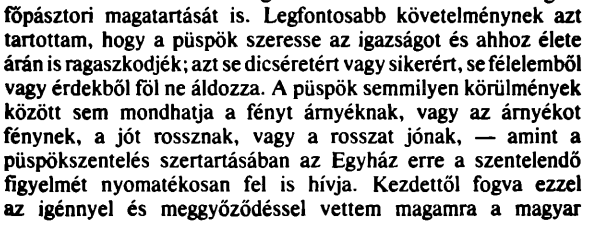 főpásztori magatartását is. Legfontosabb követelménynek azt
tartottam, hogy a püspök szeresse az igazságot és ahhoz élete
árán is ragaszkodjék; azt se dicséretért vagy sikerért, se félelemből
vagy érdekből föl ne áldozza. A püspök semmilyen körülmények
között sem mondhatja a fényt árnyéknak, vagy az árnyékot
fénynek, a jót rossznak, vagy a rosszat jónak, — amint a
püspökszentelés szertartásában az Egyház erre a szentelendő
figyelmét nyomatékosan fel is hívja. Kezdettől fogva ezzel
az igénnyel és meggyőződéssel vettem magamra a magyar